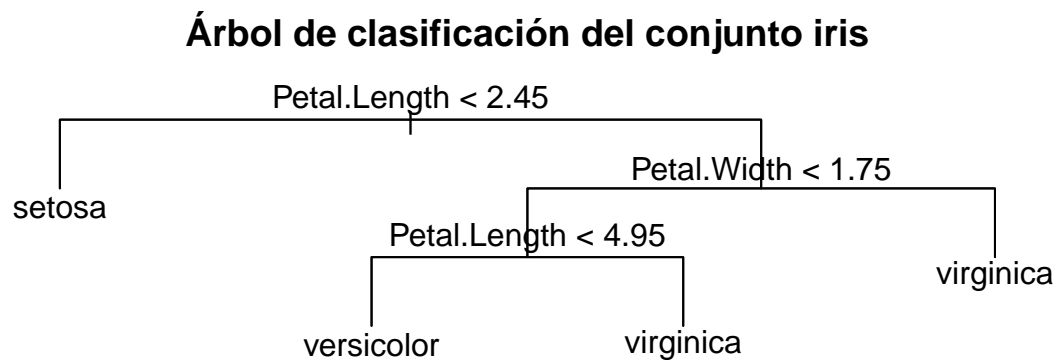 Árbol de clasificación del conjunto iris
Petal.Length < 2.45
Petal.Width < 1.75
setosa
Petal.Length < 4.95
virginica
versicolor
virginica